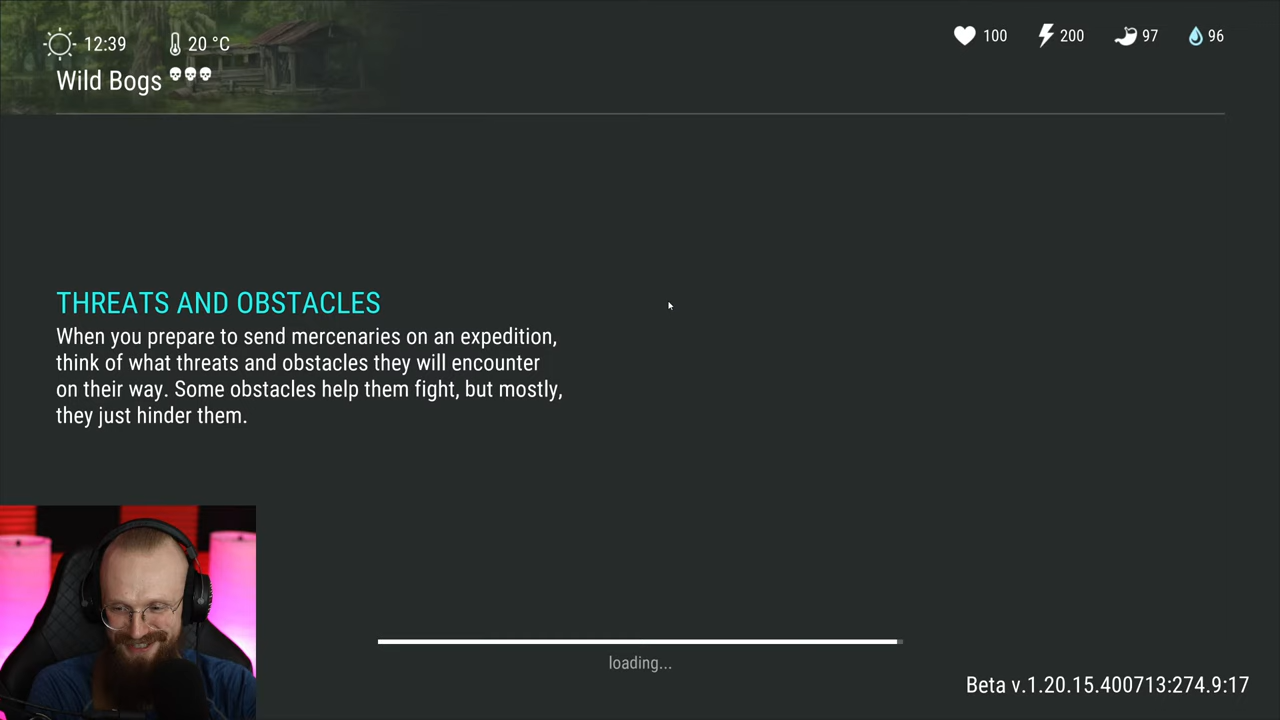 12:39
20 °C
100
200
97
96
Wild Bogs
THREATS AND OBSTACLES
When you prepare to send mercenaries on an expedition,
think of what threats and obstacles they will encounter
on their way. Some obstacles help them fight, but mostly,
they just hinder them.
loading...
Beta v.1.20.15.400713:274.9:17